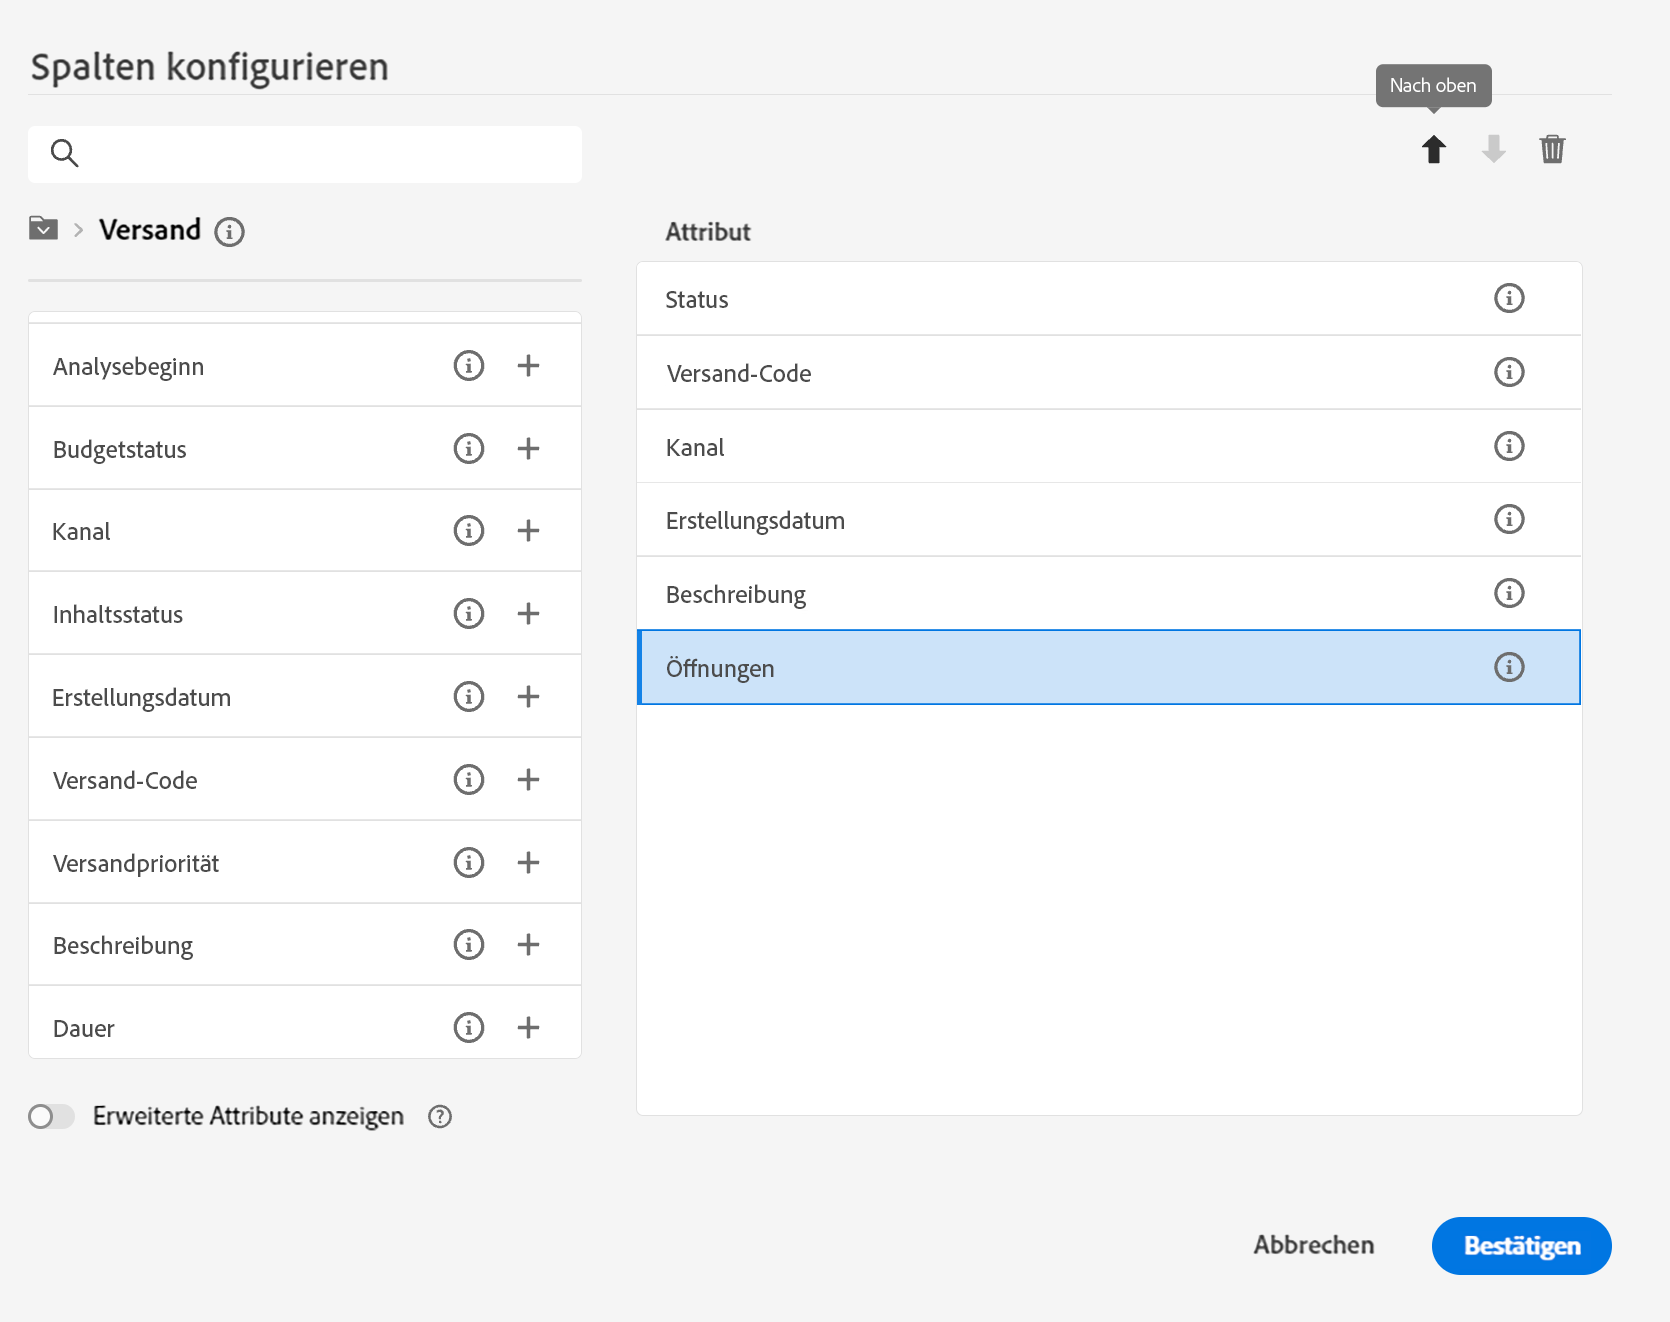 Spalten konfigurieren
Nach oben
Versand
Analysebeginn
Budgetstatus
Kanal
Inhaltsstatus
Erstellungsdatum
Versand-Code
Versandpriorität
Beschreibung
Dauer
Erweiterte Attribute anzeigen
Attribut
Status
Versand-Code
Kanal
Erstellungsdatum
Beschreibung
Öffnungen
Abbrechen
Bestätigen